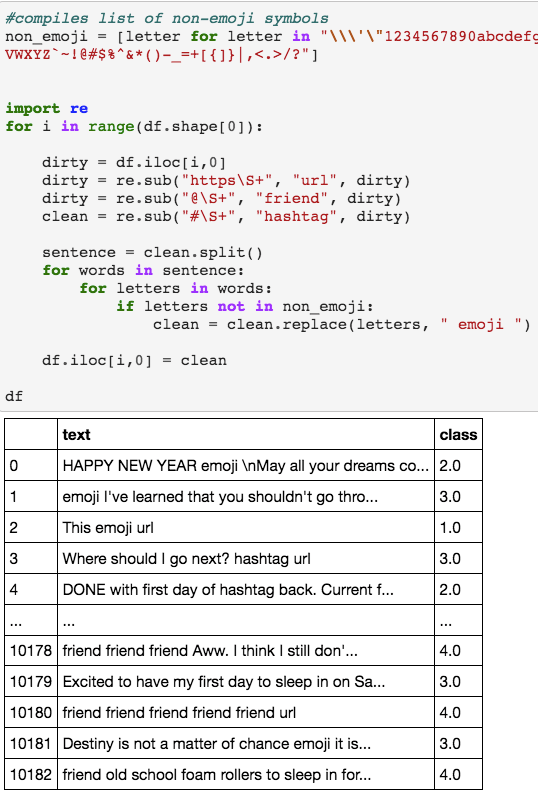 #compiles list of non-emoji symbols
non_emoji = [letter for letter in "\\\'\"1234567890abcdefg
VWXYZ`~!@#$%^&*()-_=+[{]}|,<.>/?"]
import re
for i in range(df.shape[0]):
dirty = df.iloc[i,0]
dirty = re.sub("https\S+", "url", dirty)
dirty = re.sub("@\S+", "friend", dirty)
clean = re.sub("#\S+", "hashtag", dirty)
sentence = clean.split()
for words in sentence:
for letters in words:
if letters not in non_emoji:
clean = clean.replace(letters, " emoji ")
df.iloc[i,0] = clean
df
text class
0 HAPPY NEW YEAR emoji \nMay all your dreams co... 2.0
1 emoji I've learned that you shouldn't go thro... 3.0
2 This emoji url 1.0
3 Where should I go next? hashtag url 3.0
4 DONE with first day of hashtag back. Current f... 2.0
... ... ...
10178 friend friend friend Aww. I think I still don'... 4.0
10179 Excited to have my first day to sleep in on Sa... 3.0
10180 friend friend friend friend friend url 4.0
10181 Destiny is not a matter of chance emoji it is... 3.0
10182 friend old school foam rollers to sleep in for... 4.0